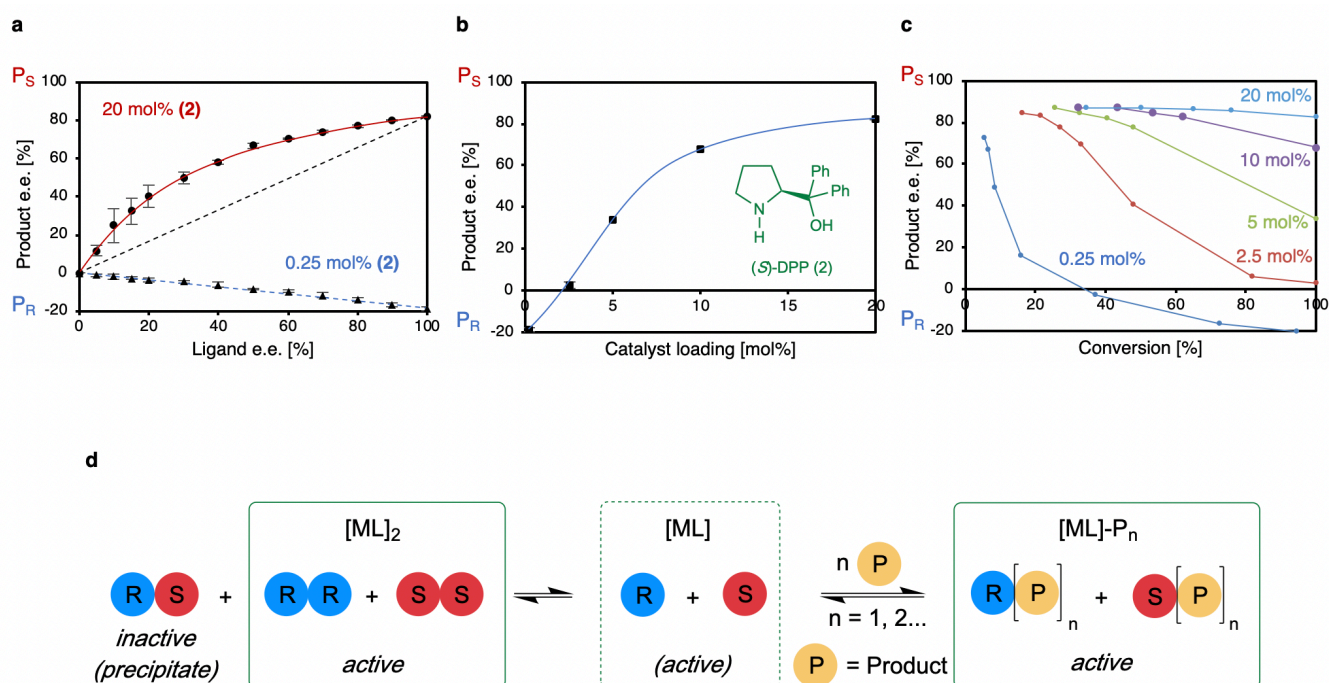 a
P_S
100
80
60
40
20
0
-20
P_R
Product e.e. [%]
20 mol% (2)
0.25 mol% (2)
0
20
40
60
80
100
Ligand e.e. [%]
b
P_S
100
80
60
40
20
0
-20
P_R
Product e.e. [%]
Ph
Ph
N
H
OH
(S)-DPP (2)
0
5
10
15
20
Catalyst loading [mol%]
c
P_S
100
80
60
40
20
0
-20
P_R
Product e.e. [%]
20 mol%
10 mol%
5 mol%
2.5 mol%
0.25 mol%
0
20
40
60
80
100
Conversion [%]
d
[ML]2
[ML]
[ML]-Pn
R S + R R + S S
R + S
n P
n = 1, 2...
R [P]n + S [P]n
inactive
(precipitate)
active
(active)
P = Product
active